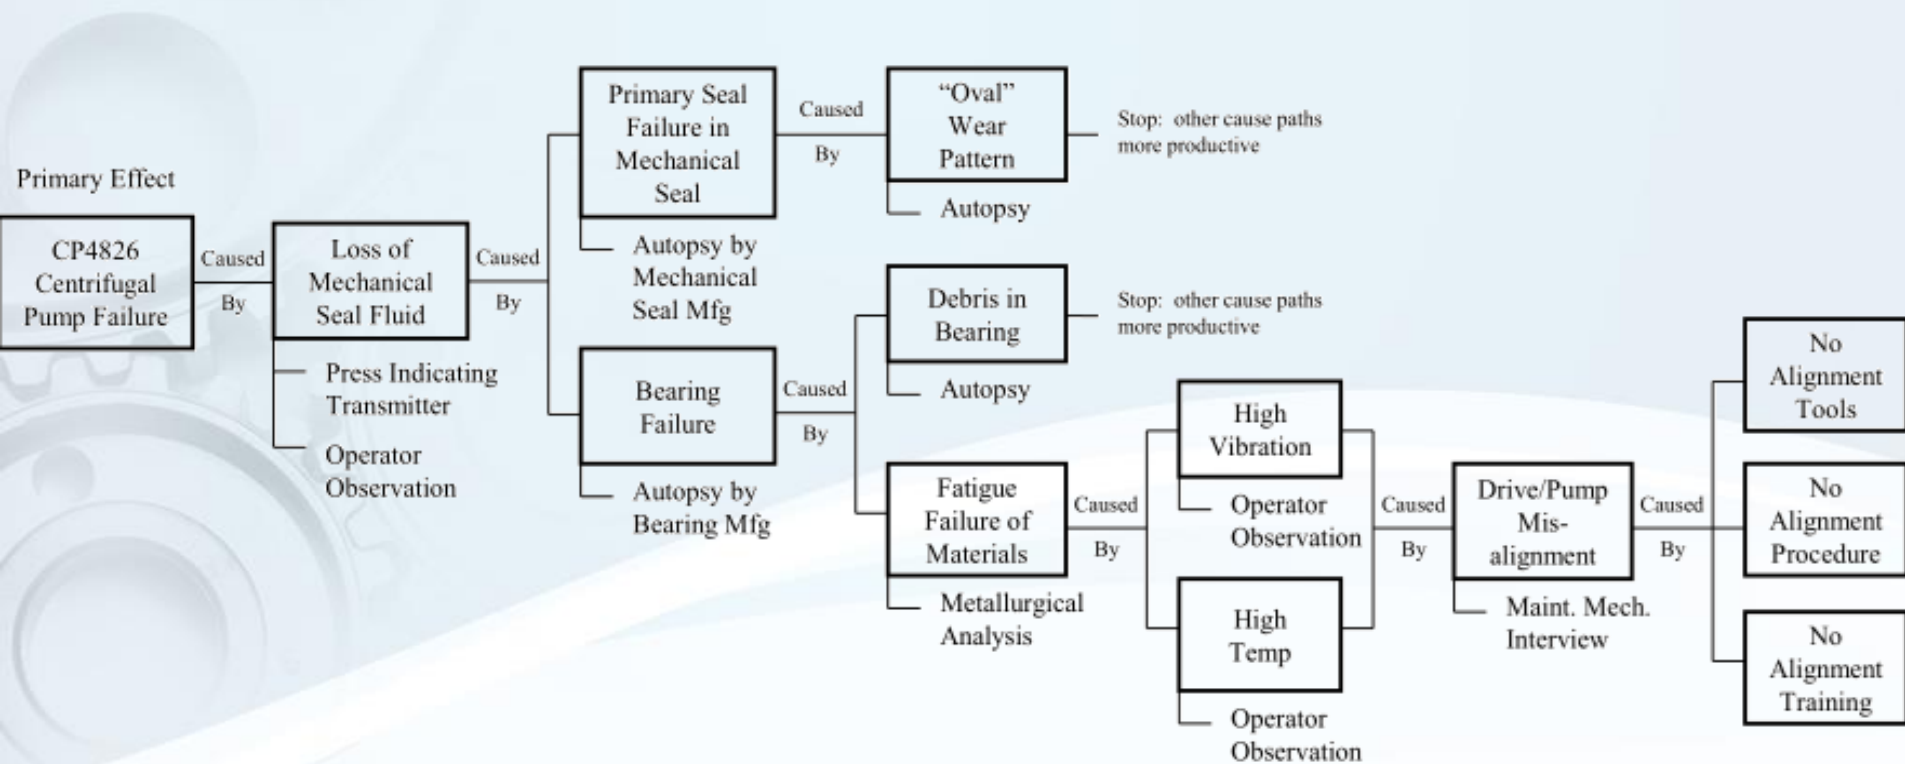 Primary Effect
CP4826
Centrifugal
Pump Failure
Caused
By
Loss of
Mechanical
Seal Fluid
Press Indicating
Transmitter
Operator
Observation
Caused
By
Primary Seal
Failure in
Mechanical
Seal
Autopsy by
Mechanical
Seal Mfg
Caused
By
“Oval”
Wear
Pattern
Autopsy
Stop: other cause paths
more productive
Bearing
Failure
Autopsy by
Bearing Mfg
Caused
By
Debris in
Bearing
Autopsy
Stop: other cause paths
more productive
Fatigue
Failure of
Materials
Metallurgical
Analysis
Caused
By
High
Vibration
Operator
Observation
High
Temp
Operator
Observation
Caused
By
Drive/Pump
Mis-
alignment
Maint. Mech.
Interview
Caused
By
No
Alignment
Tools
No
Alignment
Procedure
No
Alignment
Training